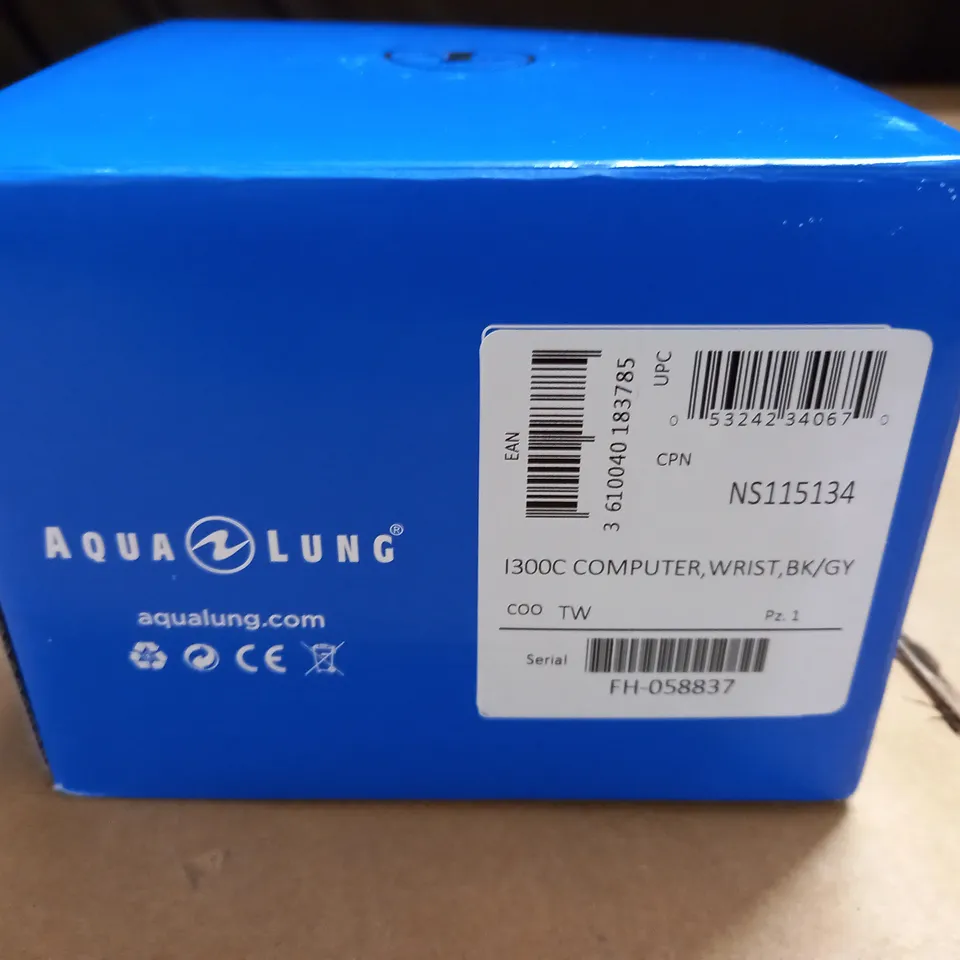 AQUA LUNG®
aqualung.com
CE
EAN
3 610040 183785
UPC
0 53242 34067 0
CPN
NS115134
I300C COMPUTER,WRIST,BK/GY
COO TW Pz. 1
Serial
FH-058837